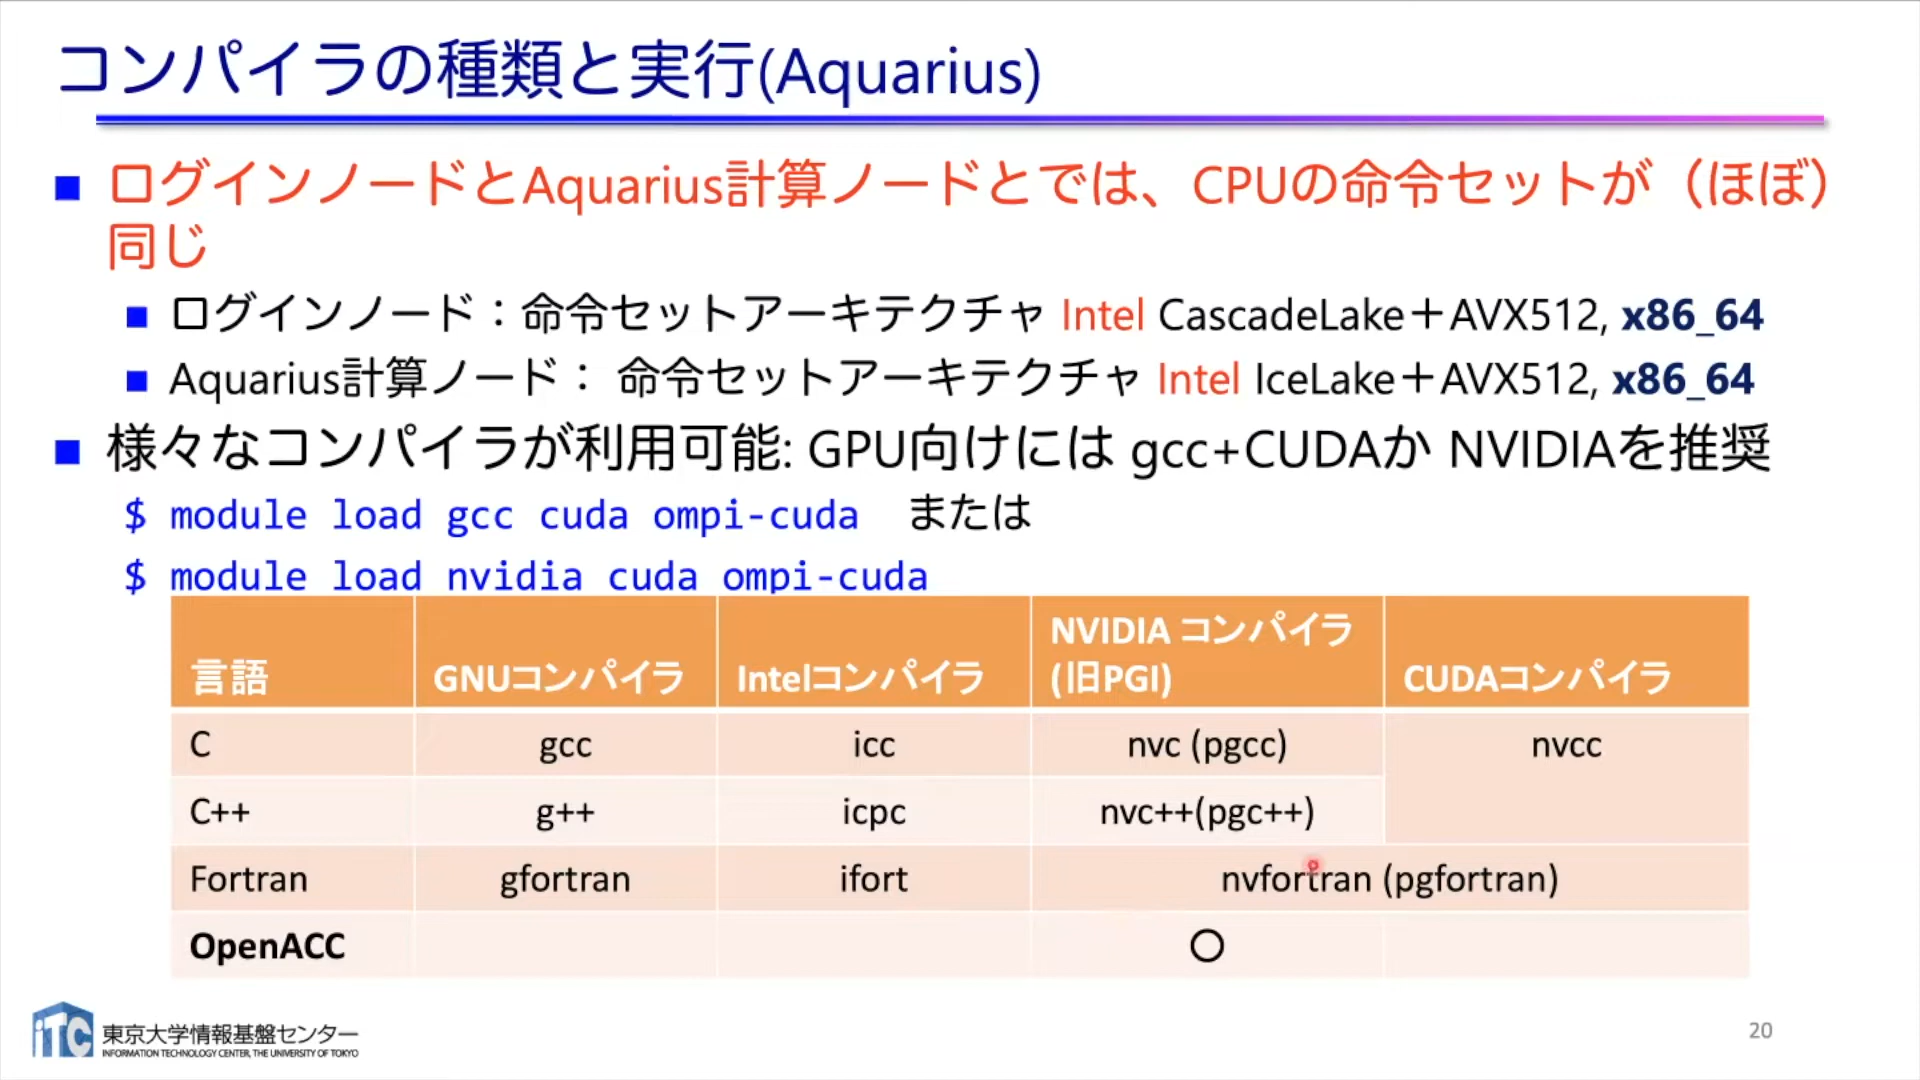 コンパイラの種類と実行(Aquarius)
■ ログインノードとAquarius計算ノードとでは、CPUの命令セットが（ほぼ）
同じ
■ ログインノード：命令セットアーキテクチャ Intel CascadeLake＋AVX512, x86_64
■ Aquarius計算ノード： 命令セットアーキテクチャ Intel IceLake＋AVX512, x86_64
■ 様々なコンパイラが利用可能: GPU向けには gcc+CUDAか NVIDIAを推奨
$ module load gcc cuda ompi-cuda または
$ module load nvidia cuda ompi-cuda
言語 GNUコンパイラ Intelコンパイラ NVIDIA コンパイラ (旧PGI) CUDAコンパイラ
C gcc icc nvc (pgcc) nvcc
C++ g++ icpc nvc++(pgc++)
Fortran gfortran ifort nvfortran (pgfortran)
OpenACC ○
iTC 東京大学情報基盤センター
INFORMATION TECHNOLOGY CENTER, THE UNIVERSITY OF TOKYO
20